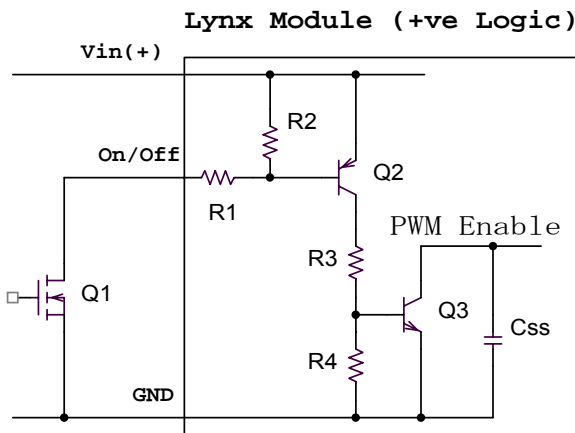 Lynx Module (+ve Logic)
Vin(+)
R2
On/Off
Q2
R1
PWM Enable
R3
Q1
Q3
Css
R4
GND